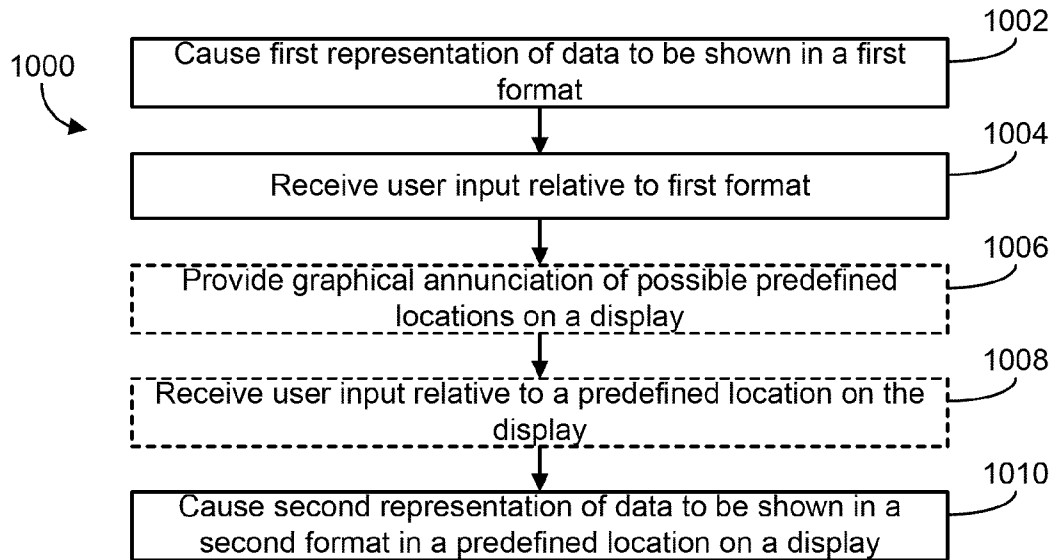 1002
Cause first representation of data to be shown in a first
format
1000
1004
Receive user input relative to first format
1006
Provide graphical annunciation of possible predefined
locations on a display
1008
Receive user input relative to a predefined location on the
display
1010
Cause second representation of data to be shown in a
second format in a predefined location on a display